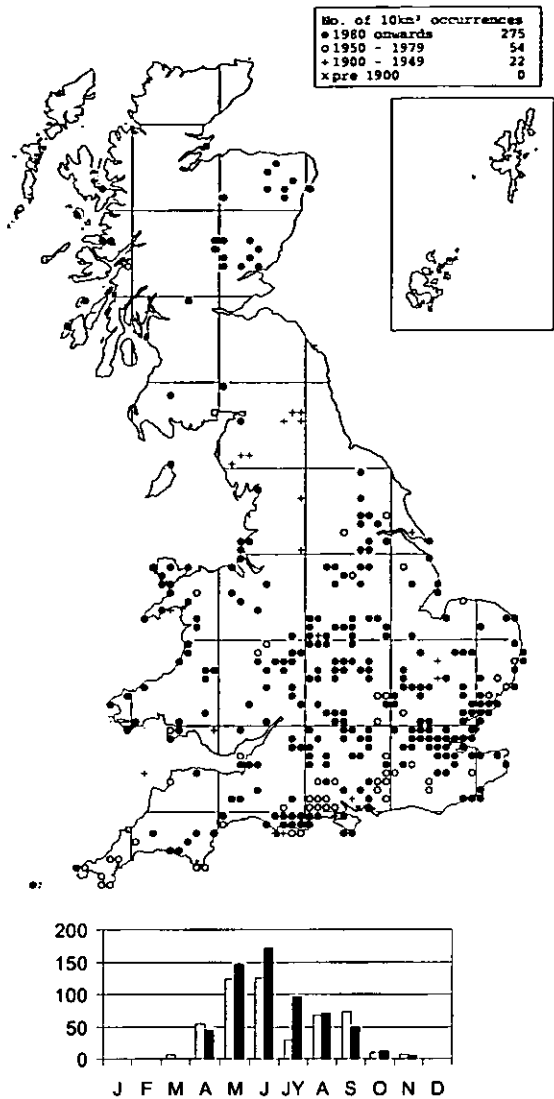 No. of 10km² occurrences
● 1980 onwards 275
○ 1950 - 1979 54
+ 1900 - 1949 22
x pre 1900 0
200
150
100
50
0
J F M A M J JY A S O N D